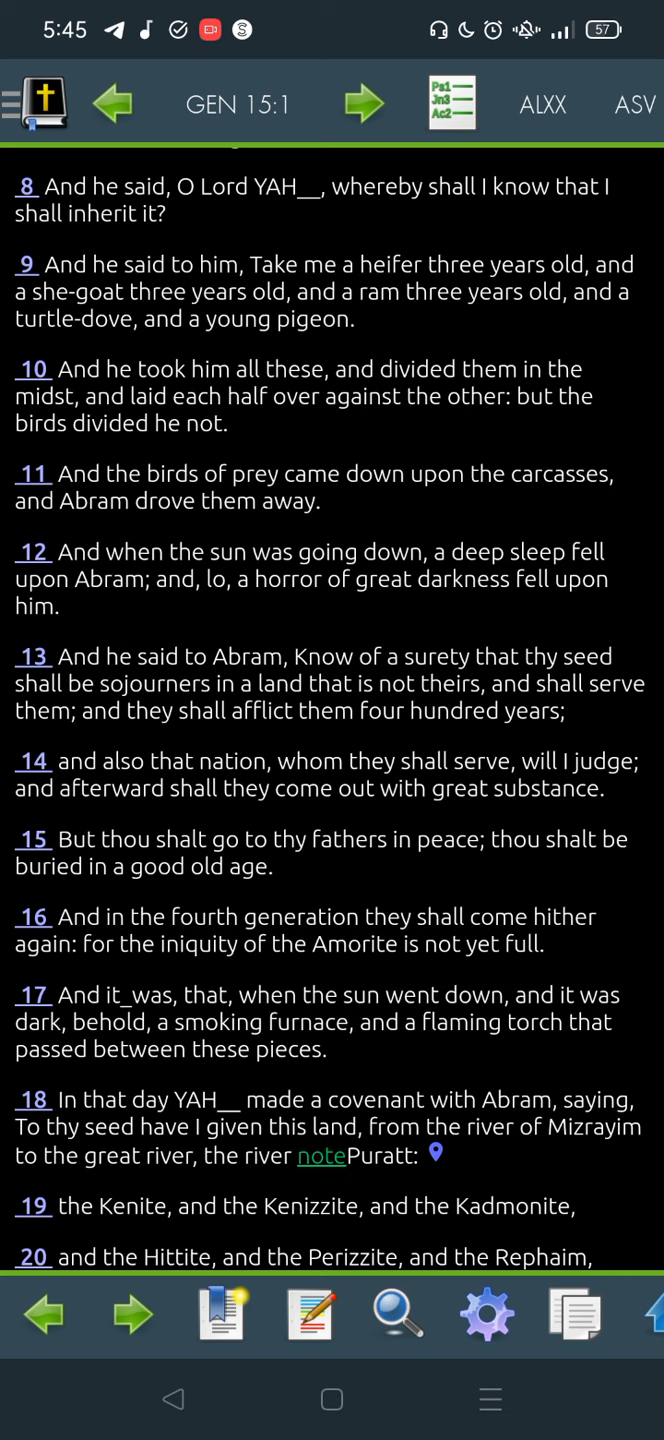 5:45
57
GEN 15:1
Ps1
Jn3
Ac2
ALXX
ASV
8 And he said, O Lord YAH__, whereby shall I know that I
shall inherit it?
9 And he said to him, Take me a heifer three years old, and
a she-goat three years old, and a ram three years old, and a
turtle-dove, and a young pigeon.
10 And he took him all these, and divided them in the
midst, and laid each half over against the other: but the
birds divided he not.
11 And the birds of prey came down upon the carcasses,
and Abram drove them away.
12 And when the sun was going down, a deep sleep fell
upon Abram; and, lo, a horror of great darkness fell upon
him.
13 And he said to Abram, Know of a surety that thy seed
shall be sojourners in a land that is not theirs, and shall serve
them; and they shall afflict them four hundred years;
14 and also that nation, whom they shall serve, will I judge;
and afterward shall they come out with great substance.
15 But thou shalt go to thy fathers in peace; thou shalt be
buried in a good old age.
16 And in the fourth generation they shall come hither
again: for the iniquity of the Amorite is not yet full.
17 And it_was, that, when the sun went down, and it was
dark, behold, a smoking furnace, and a flaming torch that
passed between these pieces.
18 In that day YAH__ made a covenant with Abram, saying,
To thy seed have I given this land, from the river of Mizrayim
to the great river, the river notePuratt:
19 the Kenite, and the Kenizzite, and the Kadmonite,
20 and the Hittite, and the Perizzite, and the Rephaim,